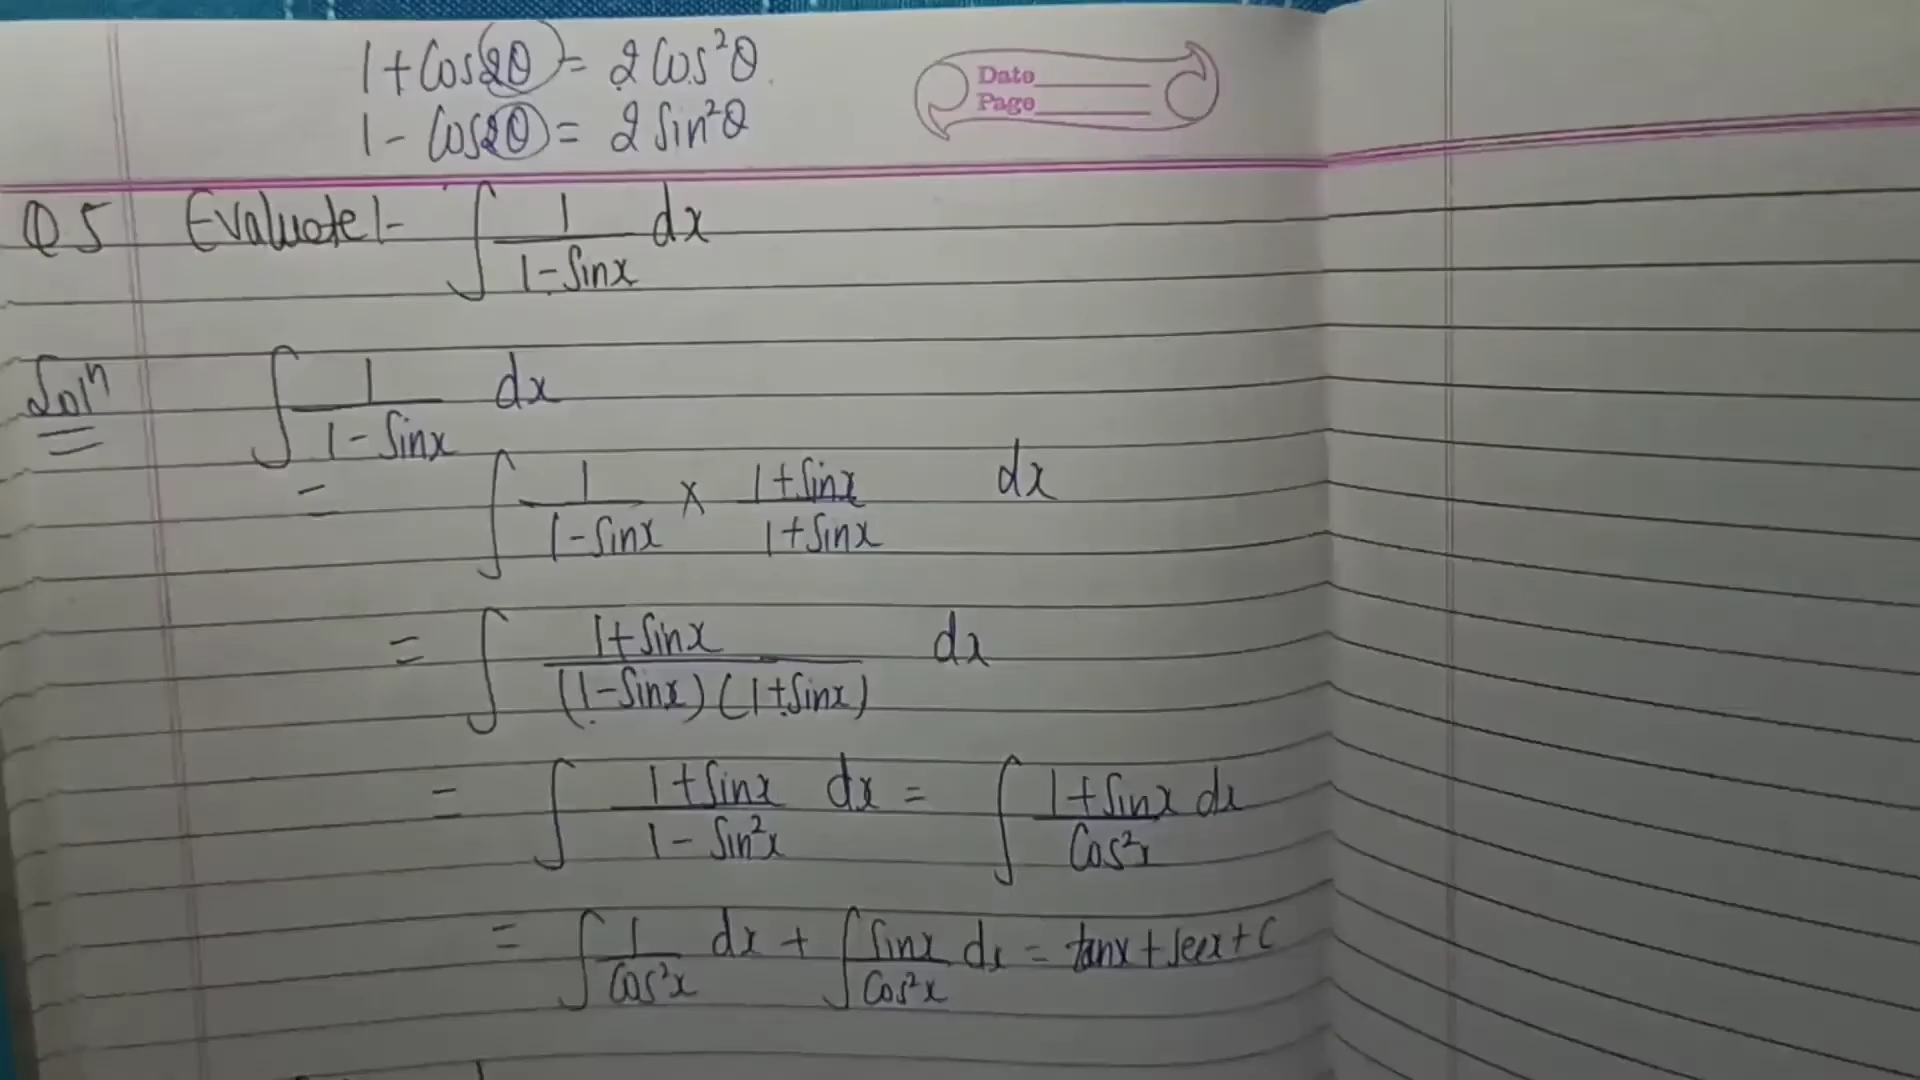 1+Cos2θ = 2Cos²θ
1-Cos2θ = 2Sin²θ
Date
Page
Q5 Evaluate:- ∫ 1/(1-Sinx) dx
Solⁿ ∫ 1/(1-Sinx) dx
= ∫ 1/(1-Sinx) × (1+Sinx)/(1+Sinx) dx
= ∫ (1+Sinx)/((1-Sinx)(1+Sinx)) dx
= ∫ (1+Sinx)/(1-Sin²x) dx = ∫ (1+Sinx)/(Cos²x) dx
= ∫ 1/(Cos²x) dx + ∫ Sinx/(Cos²x) dx = tanx+secx+C